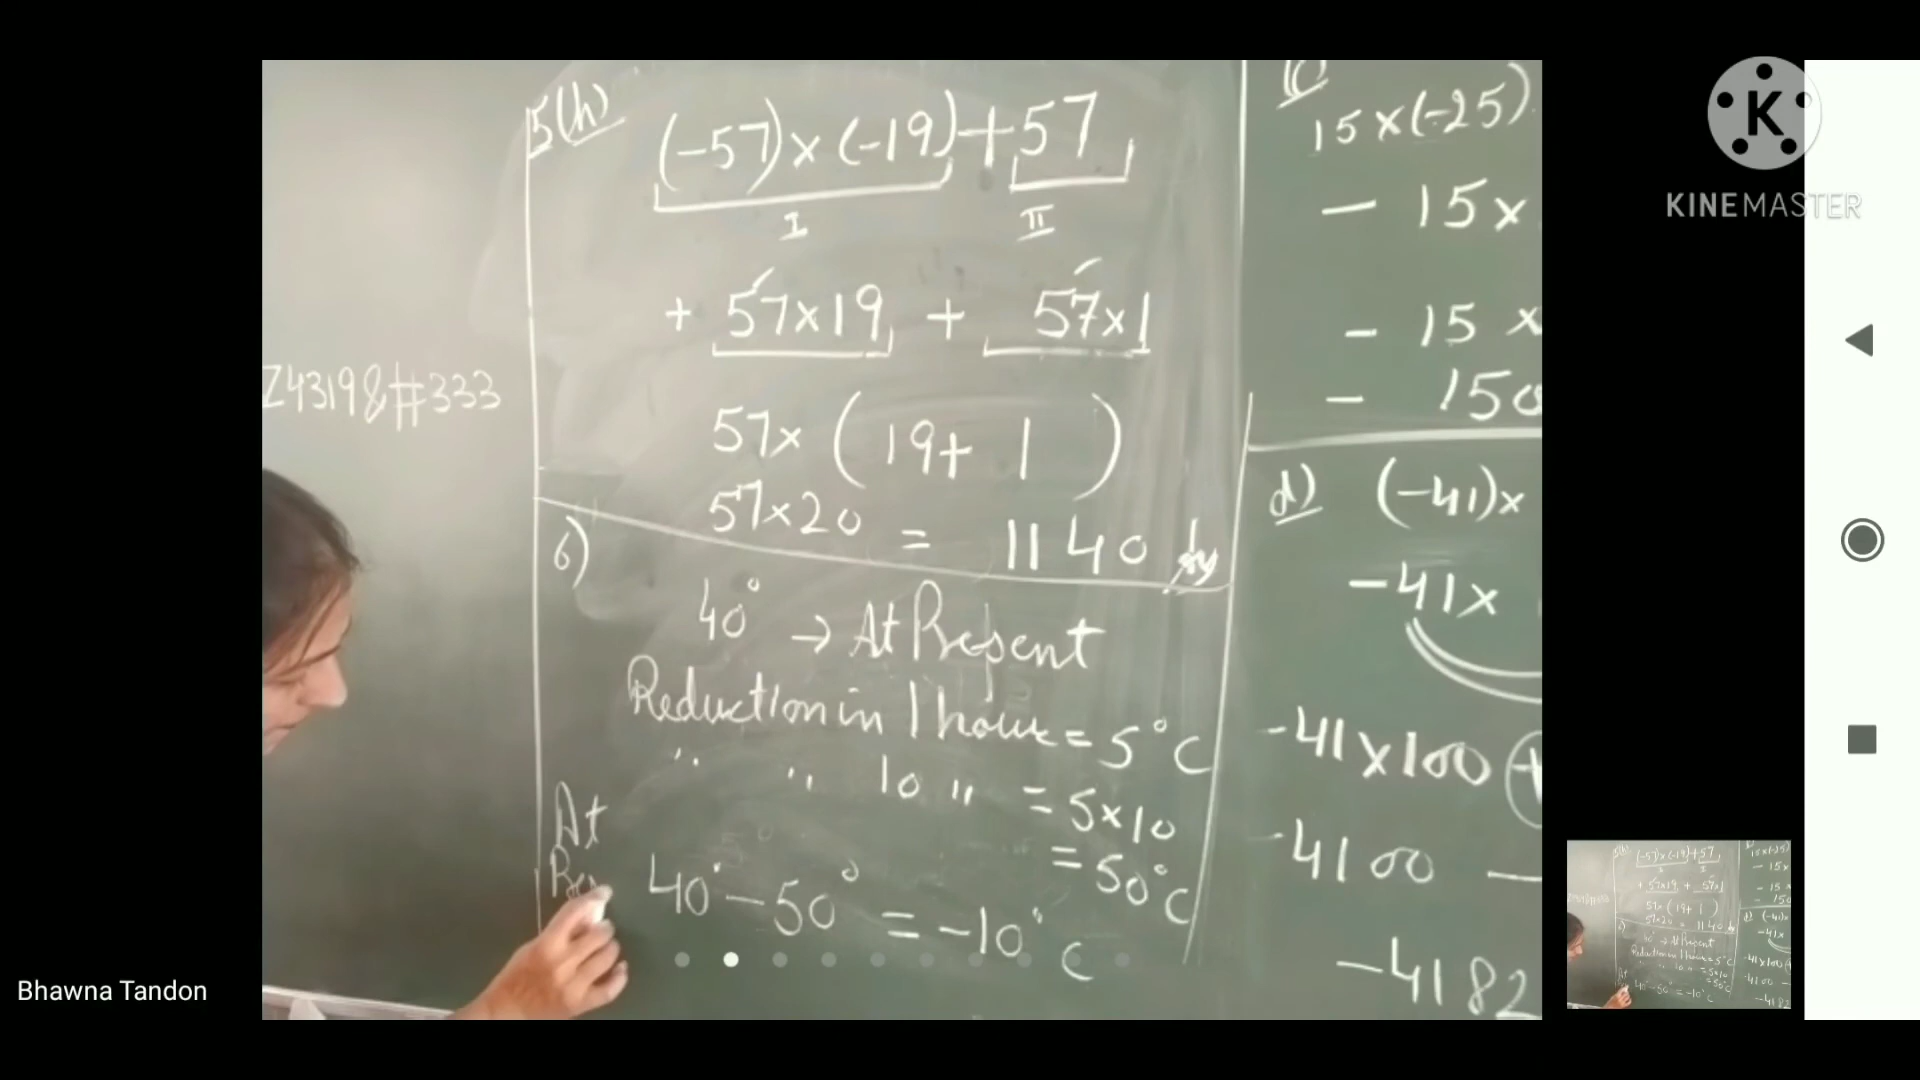 5(h)
(-57)×(-19)+57
I II
+ 57×19 + 57×1
57× ( 19+ 1 )
57×20 = 1140
6)
40° → At Present
Reduction in 1 hour = 5°C
" " 10 " = 5×10
= 50°C
At
40° - 50° = -10°C
Z4319&#333
15×(-25)
- 15×
- 15 ×
- 150
d) (-41)×
-41×
-41×100 +
-4100 -
-4182
KINEMASTER
Bhawna Tandon